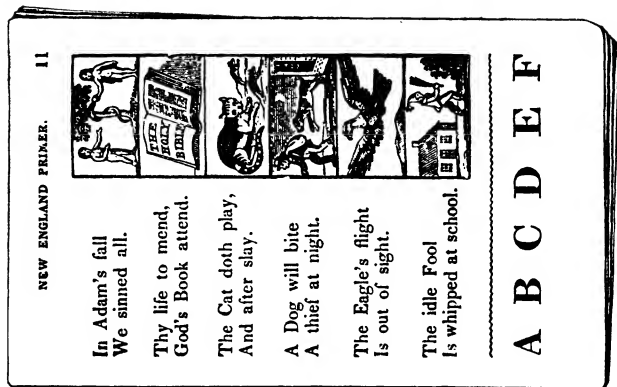 NEW ENGLAND PRIMER. 11
In Adam's fall
We sinned all.
Thy life to mend,
God's Book attend.
THE HOLY BIBLE
The Cat doth play,
And after slay.
A Dog will bite
A thief at night.
The Eagle's flight
Is out of sight.
The idle Fool
Is whipped at school.
A B C D E F